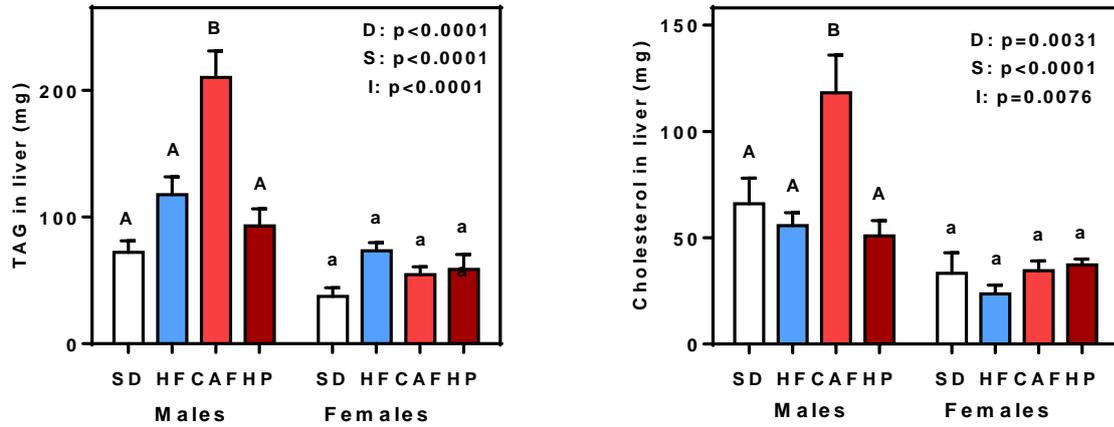 TAG in liver (mg)
200
100
0
D: p<0.0001
S: p<0.0001
I: p<0.0001
A
A
B
A
a
a
a
a
a
SD HF CAF HP
SD HF CAF HP
Males
Females
Cholesterol in liver (mg)
150
100
50
0
D: p=0.0031
S: p<0.0001
I: p=0.0076
A
A
B
A
a
a
a
a
SD HF CAF HP
SD HF CAF HP
Males
Females